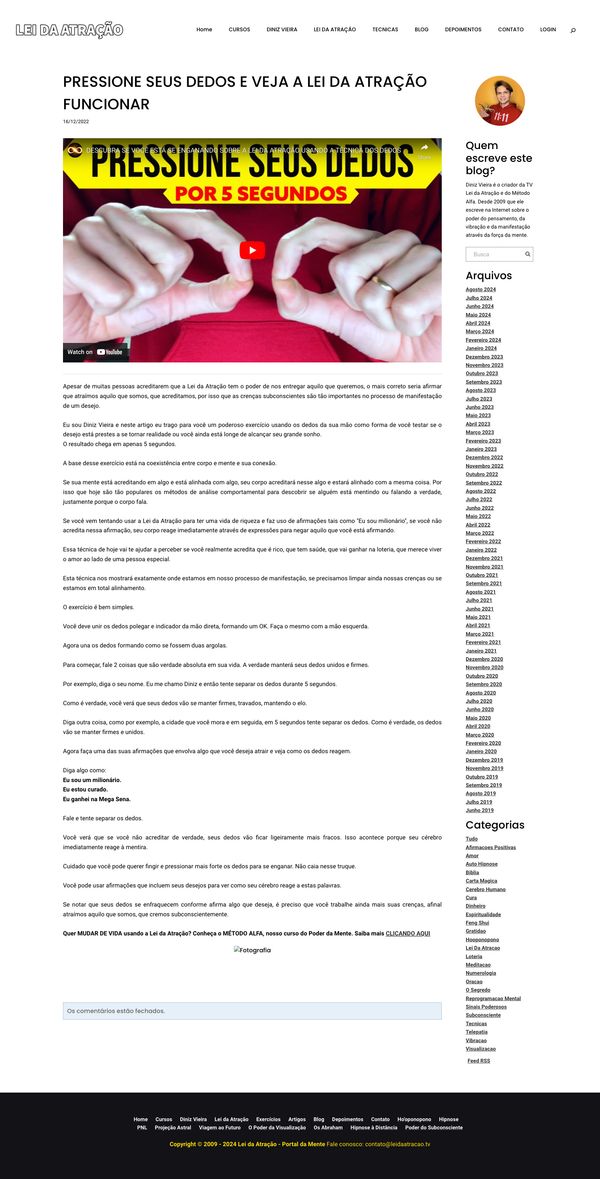 LEI DA ATRAÇÃO
Home CURSOS DINIZ VIEIRA LEI DA ATRAÇÃO TECNICAS BLOG DEPOIMENTOS CONTATO LOGIN
PRESSIONE SEUS DEDOS E VEJA A LEI DA ATRAÇÃO
FUNCIONAR
16/12/2022
DESCUBRA SE VOCÊ ESTÁ SE ENGANANDO SOBRE A LEI DA ATRAÇÃO USANDO A TÉCNICA DOS DEDOS
Share
PRESSIONE SEUS DEDOS
POR 5 SEGUNDOS
Watch on YouTube
Apesar de muitas pessoas acreditarem que a Lei da Atração tem o poder de nos entregar aquilo que queremos, o mais correto seria afirmar
que atraímos aquilo que somos, que acreditamos, por isso que as crenças subconscientes são tão importantes no processo de manifestação
de um desejo.
Eu sou Diniz Vieira e neste artigo eu trago para você um poderoso exercício usando os dedos da sua mão como forma de você testar se o
desejo está prestes a se tornar realidade ou você ainda está longe de alcançar seu grande sonho.
O resultado chega em apenas 5 segundos.
A base desse exercício está na coexistência entre corpo e mente e sua conexão.
Se sua mente está acreditando em algo e está alinhada com algo, seu corpo acreditará nesse algo e estará alinhado com a mesma coisa. Por
isso que hoje são tão populares os métodos de análise comportamental para descobrir se alguém está mentindo ou falando a verdade,
justamente porque o corpo fala.
Se você vem tentando usar a Lei da Atração para ter uma vida de riqueza e faz uso de afirmações tais como "Eu sou milionário", se você não
acredita nessa afirmação, seu corpo reage imediatamente através de expressões para negar aquilo que você está afirmando.
Essa técnica de hoje vai te ajudar a perceber se você realmente acredita que é rico, que tem saúde, que vai ganhar na loteria, que merece viver
o amor ao lado de uma pessoa especial.
Esta técnica nos mostrará exatamente onde estamos em nosso processo de manifestação, se precisamos limpar ainda nossas crenças ou se
estamos em total alinhamento.
O exercício é bem simples.
Você deve unir os dedos polegar e indicador da mão direta, formando um OK. Faça o mesmo com a mão esquerda.
Agora una os dedos formando como se fossem duas argolas.
Para começar, fale 2 coisas que são verdade absoluta em sua vida. A verdade manterá seus dedos unidos e firmes.
Por exemplo, diga o seu nome. Eu me chamo Diniz e então tente separar os dedos durante 5 segundos.
Como é verdade, você verá que seus dedos vão se manter firmes, travados, mantendo o elo.
Diga outra coisa, como por exemplo, a cidade que você mora e em seguida, em 5 segundos tente separar os dedos. Como é verdade, os dedos
vão se manter firmes e unidos.
Agora faça uma das suas afirmações que envolva algo que você deseja atrair e veja como os dedos reagem.
Diga algo como:
Eu sou um milionário.
Eu estou curado.
Eu ganhei na Mega Sena.
Fale e tente separar os dedos.
Você verá que se você não acreditar de verdade, seus dedos vão ficar ligeiramente mais fracos. Isso acontece porque seu cérebro
imediatamente reage à mentira.
Cuidado que você pode querer fingir e pressionar mais forte os dedos para se enganar. Não caia nesse truque.
Você pode usar afirmações que incluem seus desejos para ver como seu cérebro reage a estas palavras.
Se notar que seus dedos se enfraquecem conforme afirma algo que deseja, é preciso que você trabalhe ainda mais suas crenças, afinal
atraímos aquilo que somos, que cremos subconscientemente.
Quer MUDAR DE VIDA usando a Lei da Atração? Conheça o MÉTODO ALFA, nosso curso do Poder da Mente. Saiba mais CLICANDO AQUI
Fotografia
Os comentários estão fechados.
11:11
Quem
escreve este
blog?
Diniz Vieira é o criador da TV
Lei da Atração e do Método
Alfa. Desde 2009 que ele
escreve na Internet sobre o
poder do pensamento, da
vibração e da manifestação
através da força da mente.
Busca
Arquivos
Agosto 2024
Julho 2024
Junho 2024
Maio 2024
Abril 2024
Março 2024
Fevereiro 2024
Janeiro 2024
Dezembro 2023
Novembro 2023
Outubro 2023
Setembro 2023
Agosto 2023
Julho 2023
Junho 2023
Maio 2023
Abril 2023
Março 2023
Fevereiro 2023
Janeiro 2023
Dezembro 2022
Novembro 2022
Outubro 2022
Setembro 2022
Agosto 2022
Julho 2022
Junho 2022
Maio 2022
Abril 2022
Março 2022
Fevereiro 2022
Janeiro 2022
Dezembro 2021
Novembro 2021
Outubro 2021
Setembro 2021
Agosto 2021
Julho 2021
Junho 2021
Maio 2021
Abril 2021
Março 2021
Fevereiro 2021
Janeiro 2021
Dezembro 2020
Novembro 2020
Outubro 2020
Setembro 2020
Agosto 2020
Julho 2020
Junho 2020
Maio 2020
Abril 2020
Março 2020
Fevereiro 2020
Janeiro 2020
Dezembro 2019
Novembro 2019
Outubro 2019
Setembro 2019
Agosto 2019
Julho 2019
Junho 2019
Categorias
Tudo
Afirmacoes Positivas
Amor
Auto Hipnose
Bíblia
Carta Magica
Cerebro Humano
Cura
Dinheiro
Espiritualidade
Feng Shui
Gratidao
Hooponopono
Lei Da Atracao
Loteria
Meditacao
Numerologia
Oracao
O Segredo
Reprogramacao Mental
Sinais Poderosos
Subconsciente
Tecnicas
Telepatia
Vibracao
Visualizacao
Feed RSS
Home Cursos Diniz Vieira Lei da Atração Exercícios Artigos Blog Depoimentos Contato Ho'oponopono Hipnose
PNL Projeção Astral Viagem ao Futuro O Poder da Visualização Os Abraham Hipnose à Distância Poder do Subconsciente
Copyright © 2009 - 2024 Lei da Atração - Portal da Mente Fale conosco: contato@leidaatracao.tv